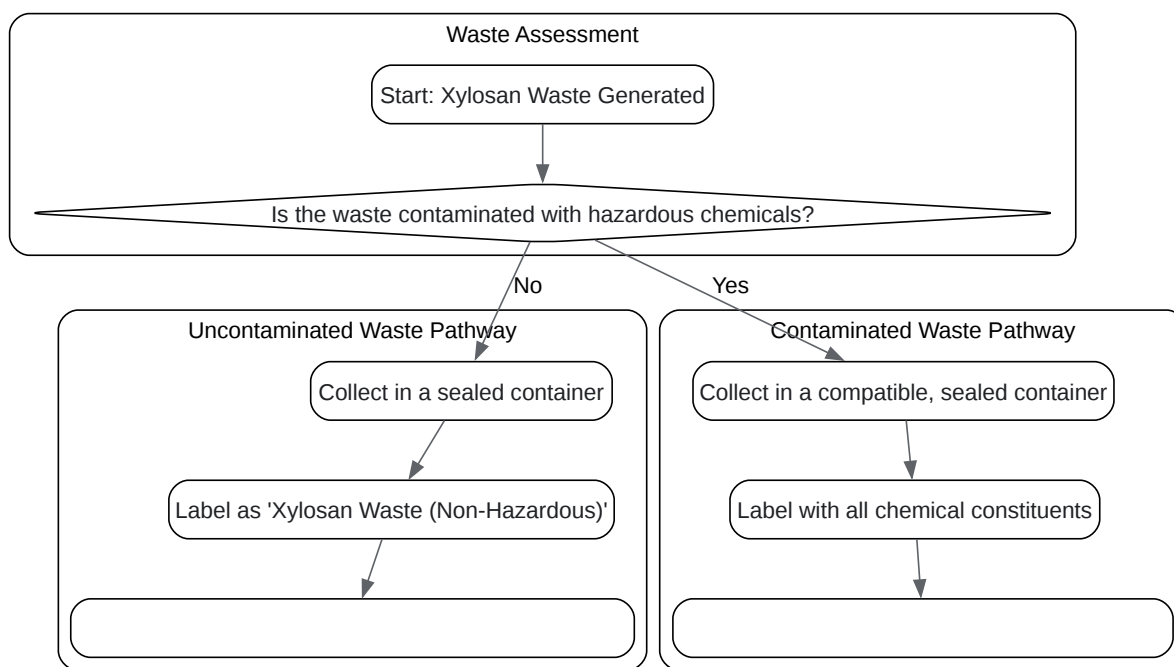 Waste Assessment
Start: Xylosan Waste Generated
Is the waste contaminated with hazardous chemicals?
No
Yes
Uncontaminated Waste Pathway
Contaminated Waste Pathway
Collect in a sealed container
Collect in a compatible, sealed container
Label as 'Xylosan Waste (Non-Hazardous)'
Label with all chemical constituents